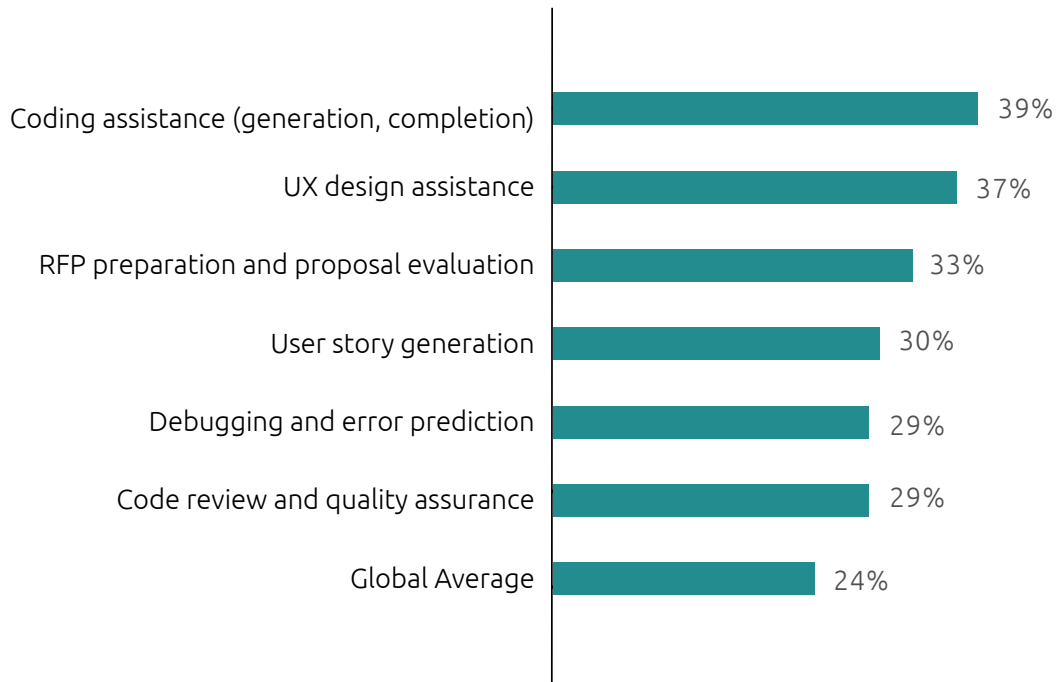 Coding assistance (generation, completion) 39%
UX design assistance 37%
RFP preparation and proposal evaluation 33%
User story generation 30%
Debugging and error prediction 29%
Code review and quality assurance 29%
Global Average 24%